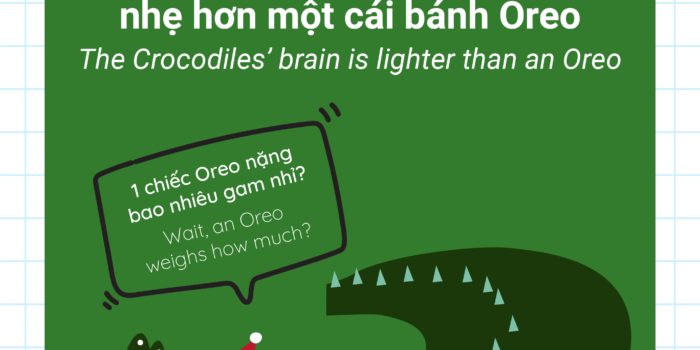 nhẹ hơn một cái bánh Oreo
The Crocodiles’ brain is lighter than an Oreo
1 chiếc Oreo nặng
bao nhiêu gam nhỉ?
Wait, an Oreo
weighs how much?